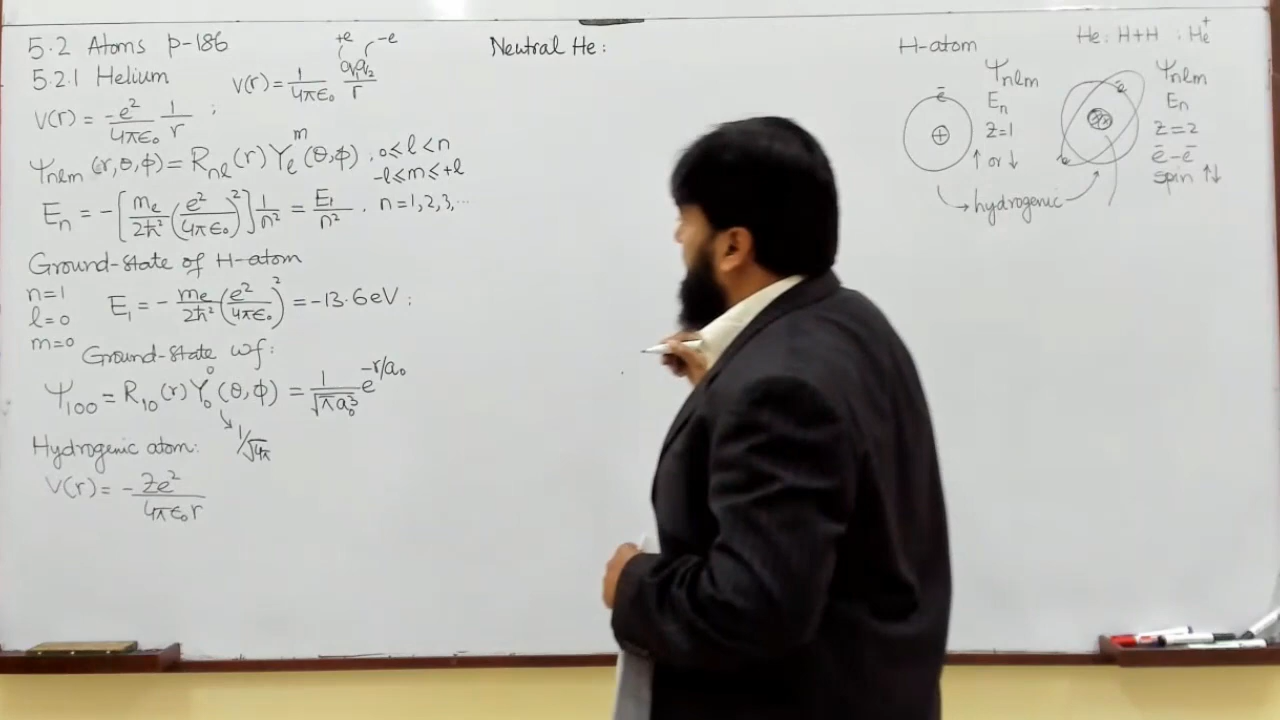 5.2 Atoms p-186
5.2.1 Helium
+e -e
V(r) = 1/4πϵ₀ q₁q₂/r
V(r) = -e²/4πϵ₀ 1/r ;
Ψnlm (r,θ,ϕ) = Rnl(r) Yₗᵐ(θ,ϕ) . 0≤l<n
-l≤m≤+l
Eₙ = -[mₑ/2ħ² (e²/4πϵ₀)²] 1/n² = E₁/n² . n=1,2,3,...
Ground-state of H-atom
n=1
l=0
m=0
E₁ = - mₑ/2ħ² (e²/4πϵ₀)² = -13.6eV ;
Ground-state wf:
Ψ₁₀₀ = R₁₀(r) Y₀⁰(θ,ϕ) = 1/√πa₀³ e^-r/a₀
1/√4π
Hydrogenic atom:
V(r) = - Ze²/4πϵ₀r
Neutral He:
H-atom
ē
+
Ψnlm
Eₙ
Z=1
↑ or ↓
→ hydrogenic
He: H+H : He⁺
ē
ē
Ψnlm
Eₙ
Z=2
ē-ē
spin ↑↓